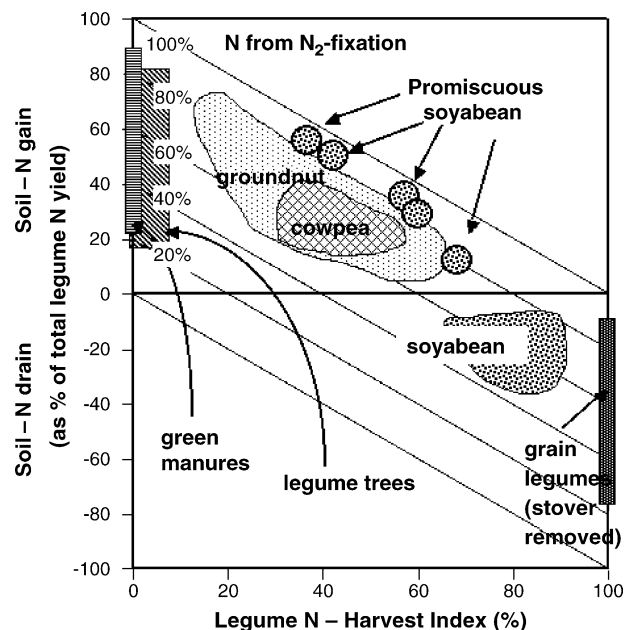 100
80
60
40
20
0
-20
-40
-60
-80
-100
Soil – N gain
Soil – N drain
(as % of total legume N yield)
100%
80%
60%
40%
20%
N from N₂-fixation
Promiscuous
soyabean
groundnut
cowpea
soyabean
green
manures
legume trees
grain
legumes
(stover
removed)
0
20
40
60
80
100
Legume N – Harvest Index (%)